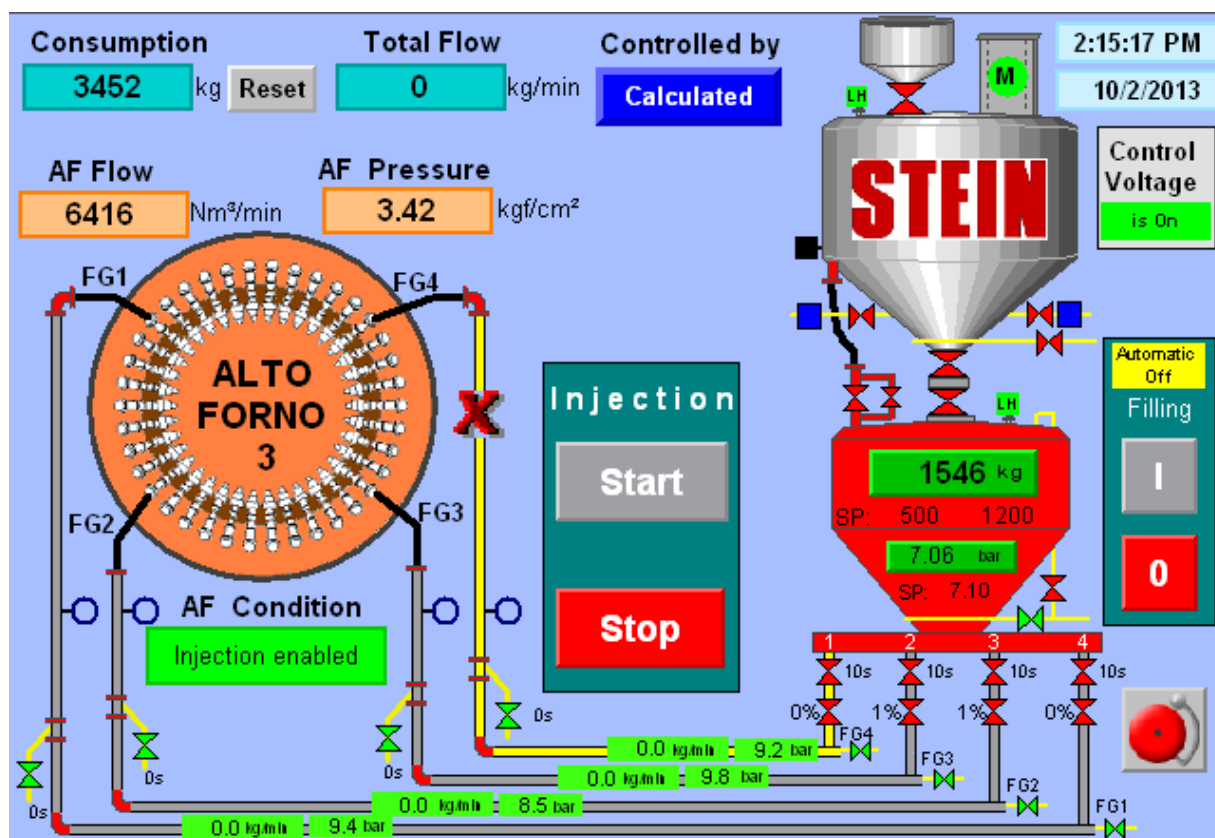 Consumption
3452 kg Reset
Total Flow
0 kg/min
Controlled by
Calculated
2:15:17 PM
10/2/2013
M
LH
STEIN
Control
Voltage
is On
AF Flow
6416 Nm³/min
AF Pressure
3.42 kgf/cm²
FG1
FG4
ALTO
FORNO
3
FG2
FG3
X
Injection
Start
Stop
Automatic
Off
Filling
I
0
LH
1546 kg
SP: 500 1200
7.06 bar
SP: 7.10
AF Condition
Injection enabled
1 2 3 4
10s 10s 10s 10s
0% 1% 1% 0%
0s
0s
0s
0s
0.0 kg/min 9.2 bar FG4
0.0 kg/min 9.8 bar FG3
0.0 kg/min 8.5 bar FG2
0.0 kg/min 9.4 bar FG1